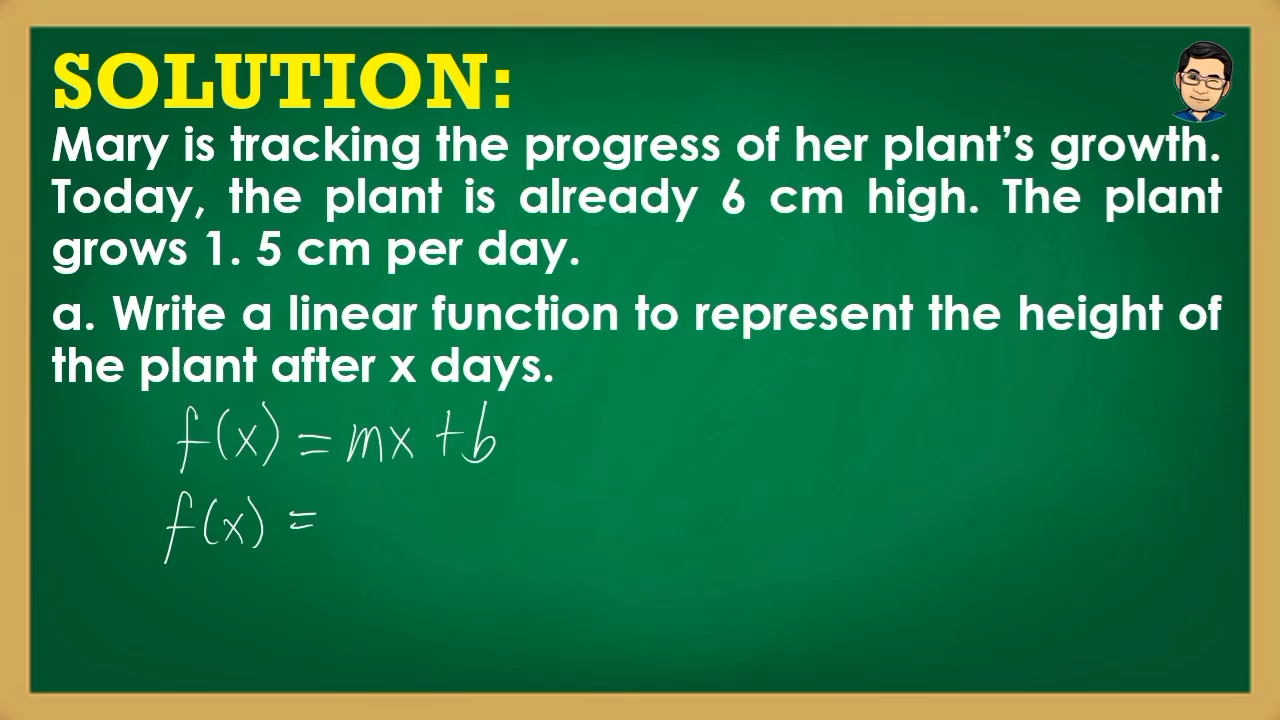 SOLUTION:
Mary is tracking the progress of her plant's growth.
Today, the plant is already 6 cm high. The plant
grows 1. 5 cm per day.
a. Write a linear function to represent the height of
the plant after x days.
f(x) = mx + b
f(x) =